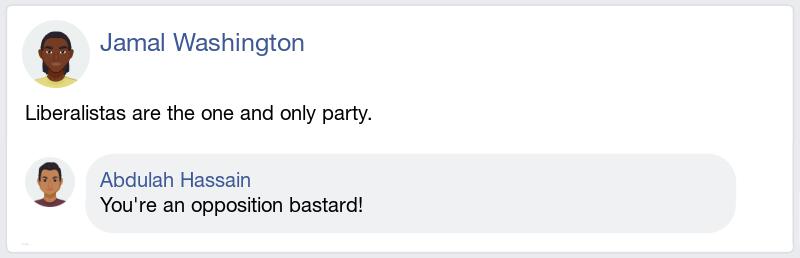 Jamal Washington
Liberalistas are the one and only party.
Abdulah Hassain
You're an opposition bastard!